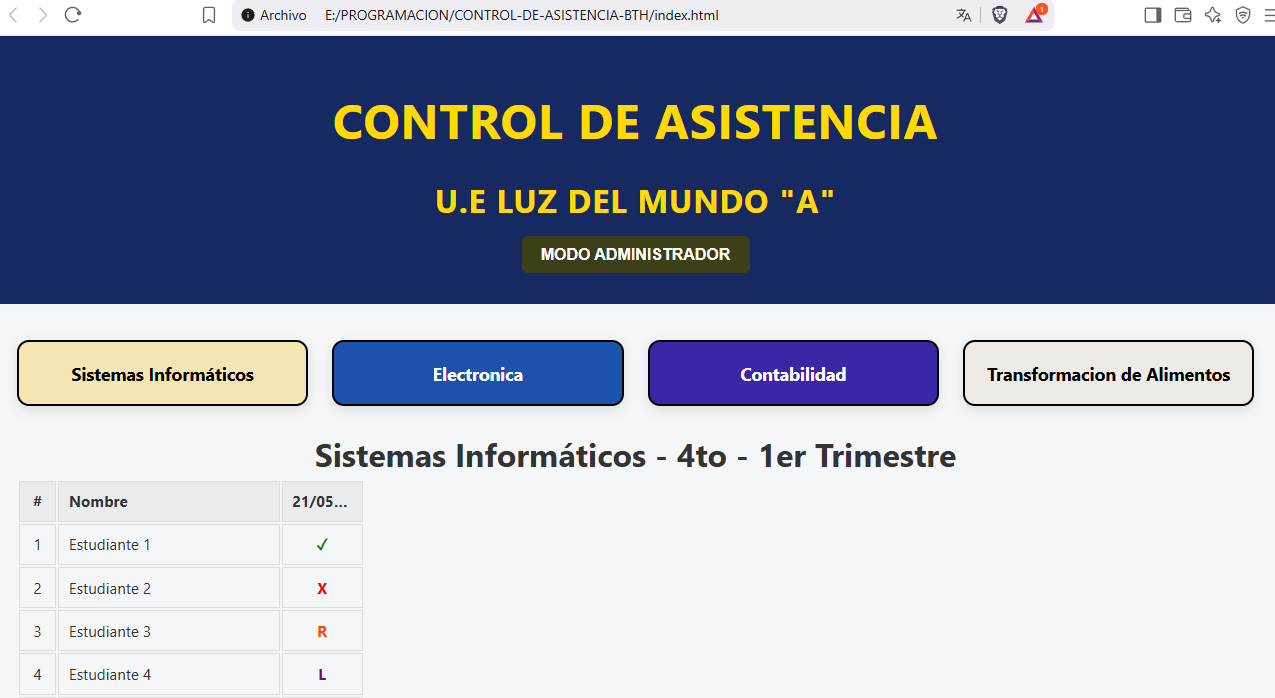 Archivo E:/PROGRAMACION/CONTROL-DE-ASISTENCIA-BTH/index.html 1
CONTROL DE ASISTENCIA
U.E LUZ DEL MUNDO "A"
MODO ADMINISTRADOR
Sistemas Informáticos Electronica Contabilidad Transformacion de Alimentos
Sistemas Informáticos - 4to - 1er Trimestre
# Nombre 21/05...
1 Estudiante 1 ✓
2 Estudiante 2 X
3 Estudiante 3 R
4 Estudiante 4 L